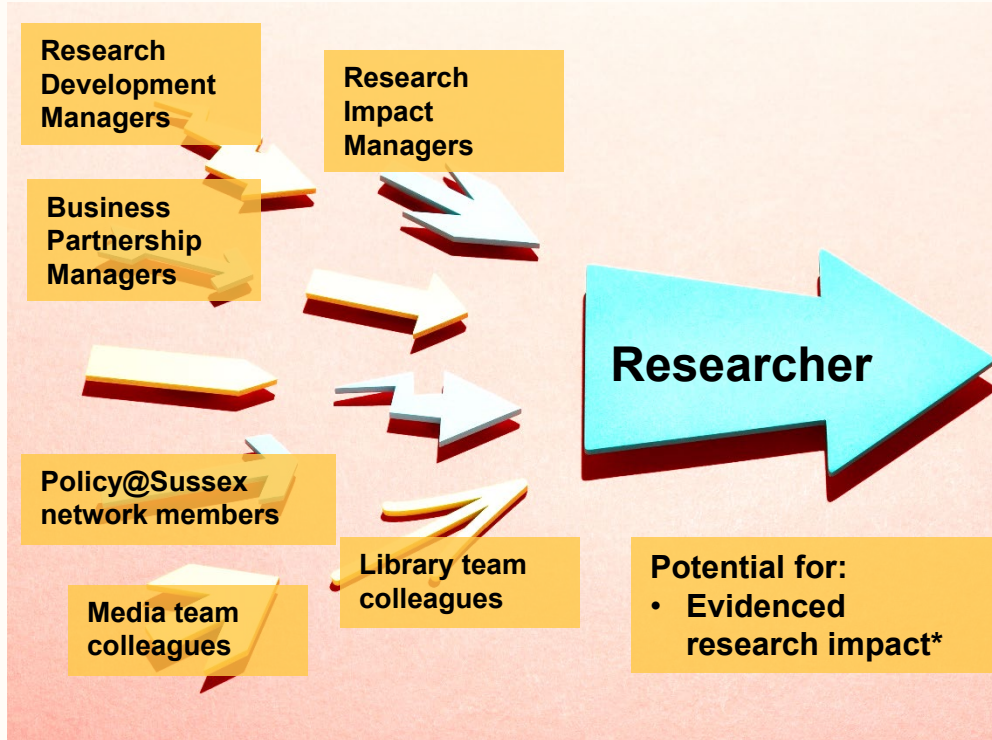 Research
Development
Managers
Research
Impact
Managers
Business
Partnership
Managers
Researcher
Policy@Sussex
network members
Library team
colleagues
Media team
colleagues
Potential for:
• Evidenced
research impact*